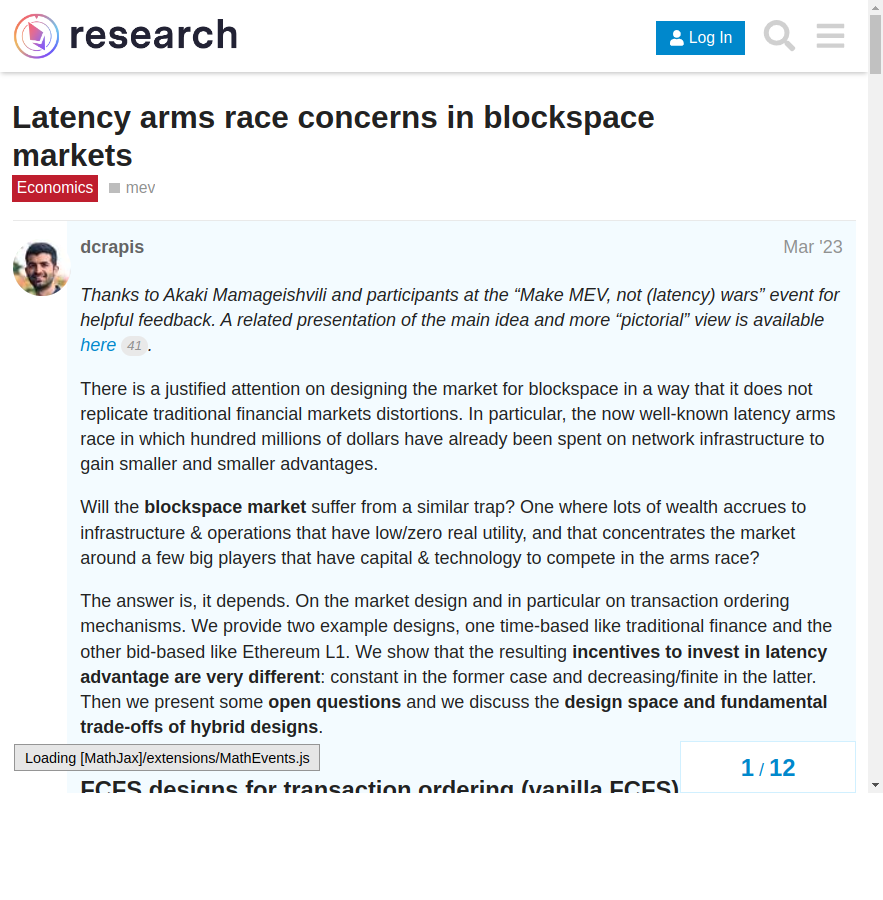 research
Log In
Latency arms race concerns in blockspace
markets
Economics mev
dcrapis Mar '23
Thanks to Akaki Mamageishvili and participants at the “Make MEV, not (latency) wars” event for
helpful feedback. A related presentation of the main idea and more “pictorial” view is available
here 41 .
There is a justified attention on designing the market for blockspace in a way that it does not
replicate traditional financial markets distortions. In particular, the now well-known latency arms
race in which hundred millions of dollars have already been spent on network infrastructure to
gain smaller and smaller advantages.
Will the blockspace market suffer from a similar trap? One where lots of wealth accrues to
infrastructure & operations that have low/zero real utility, and that concentrates the market
around a few big players that have capital & technology to compete in the arms race?
The answer is, it depends. On the market design and in particular on transaction ordering
mechanisms. We provide two example designs, one time-based like traditional finance and the
other bid-based like Ethereum L1. We show that the resulting incentives to invest in latency
advantage are very different: constant in the former case and decreasing/finite in the latter.
Then we present some open questions and we discuss the design space and fundamental
trade-offs of hybrid designs.
Loading [MathJax]/extensions/MathEvents.js
1 / 12
FCFS designs for transaction ordering (vanilla FCFS)